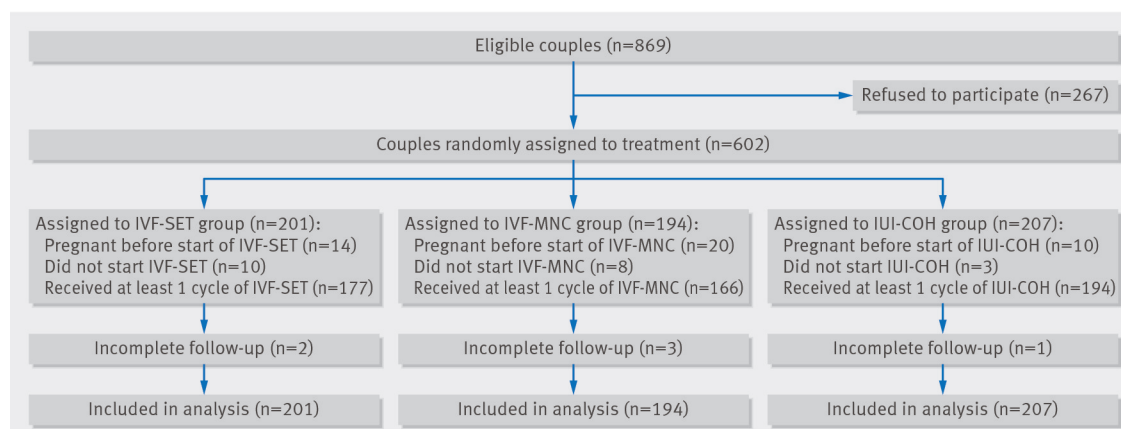 Eligible couples (n=869)
Refused to participate (n=267)
Couples randomly assigned to treatment (n=602)
Assigned to IVF-SET group (n=201):
Pregnant before start of IVF-SET (n=14)
Did not start IVF-SET (n=10)
Received at least 1 cycle of IVF-SET (n=177)
Assigned to IVF-MNC group (n=194):
Pregnant before start of IVF-MNC (n=20)
Did not start IVF-MNC (n=8)
Received at least 1 cycle of IVF-MNC (n=166)
Assigned to IUI-COH group (n=207):
Pregnant before start of IUI-COH (n=10)
Did not start IUI-COH (n=3)
Received at least 1 cycle of IUI-COH (n=194)
Incomplete follow-up (n=2)
Incomplete follow-up (n=3)
Incomplete follow-up (n=1)
Included in analysis (n=201)
Included in analysis (n=194)
Included in analysis (n=207)